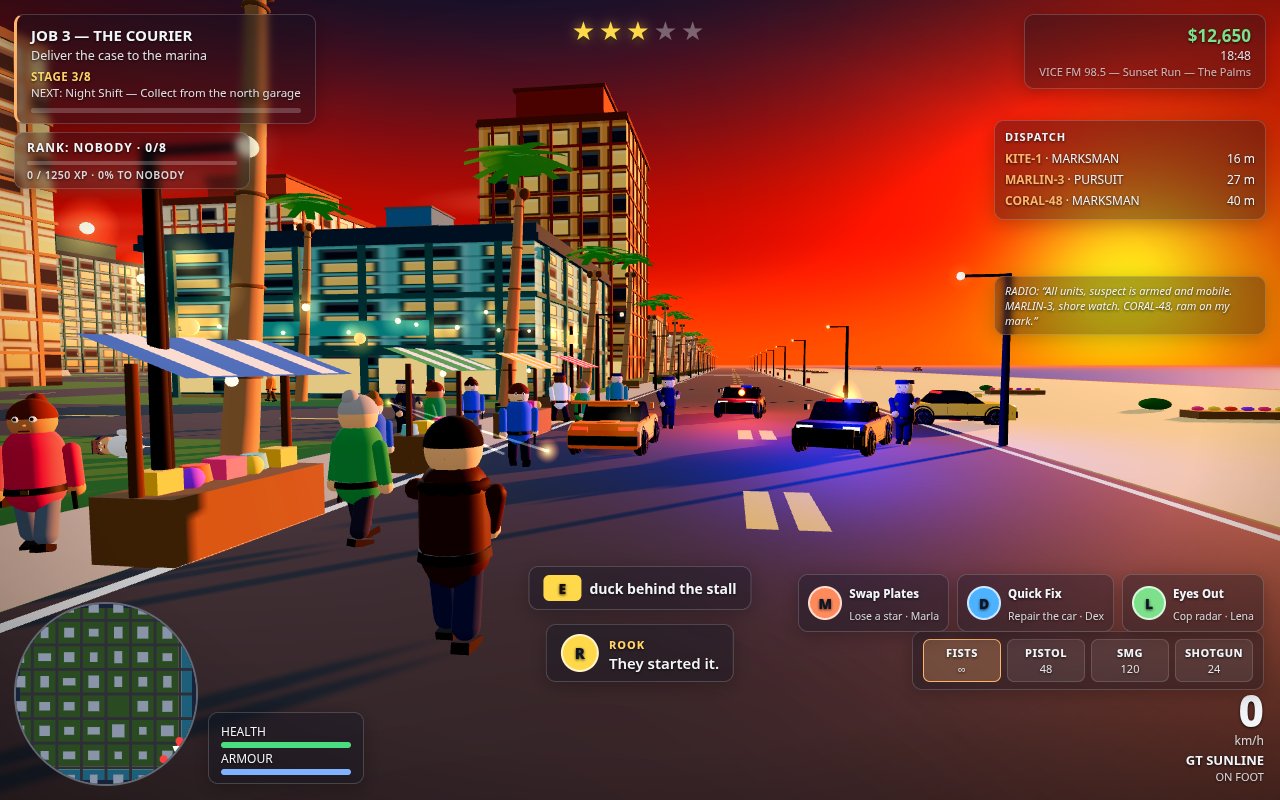 JOB 3 — THE COURIER
Deliver the case to the marina
STAGE 3/8
NEXT: Night Shift — Collect from the north garage
RANK: NOBODY · 0/8
0 / 1250 XP · 0% TO NOBODY
$12,650
18:48
VICE FM 98.5 — Sunset Run — The Palms
DISPATCH
KITE-1 · MARKSMAN 16 m
MARLIN-3 · PURSUIT 27 m
CORAL-48 · MARKSMAN 40 m
RADIO: “All units, suspect is armed and mobile.
MARLIN-3, shore watch. CORAL-48, ram on my
mark.”
E duck behind the stall
R ROOK
They started it.
M Swap Plates
Lose a star · Marla
D Quick Fix
Repair the car · Dex
L Eyes Out
Cop radar · Lena
FISTS
∞
PISTOL
48
SMG
120
SHOTGUN
24
HEALTH
ARMOUR
0
km/h
GT SUNLINE
ON FOOT